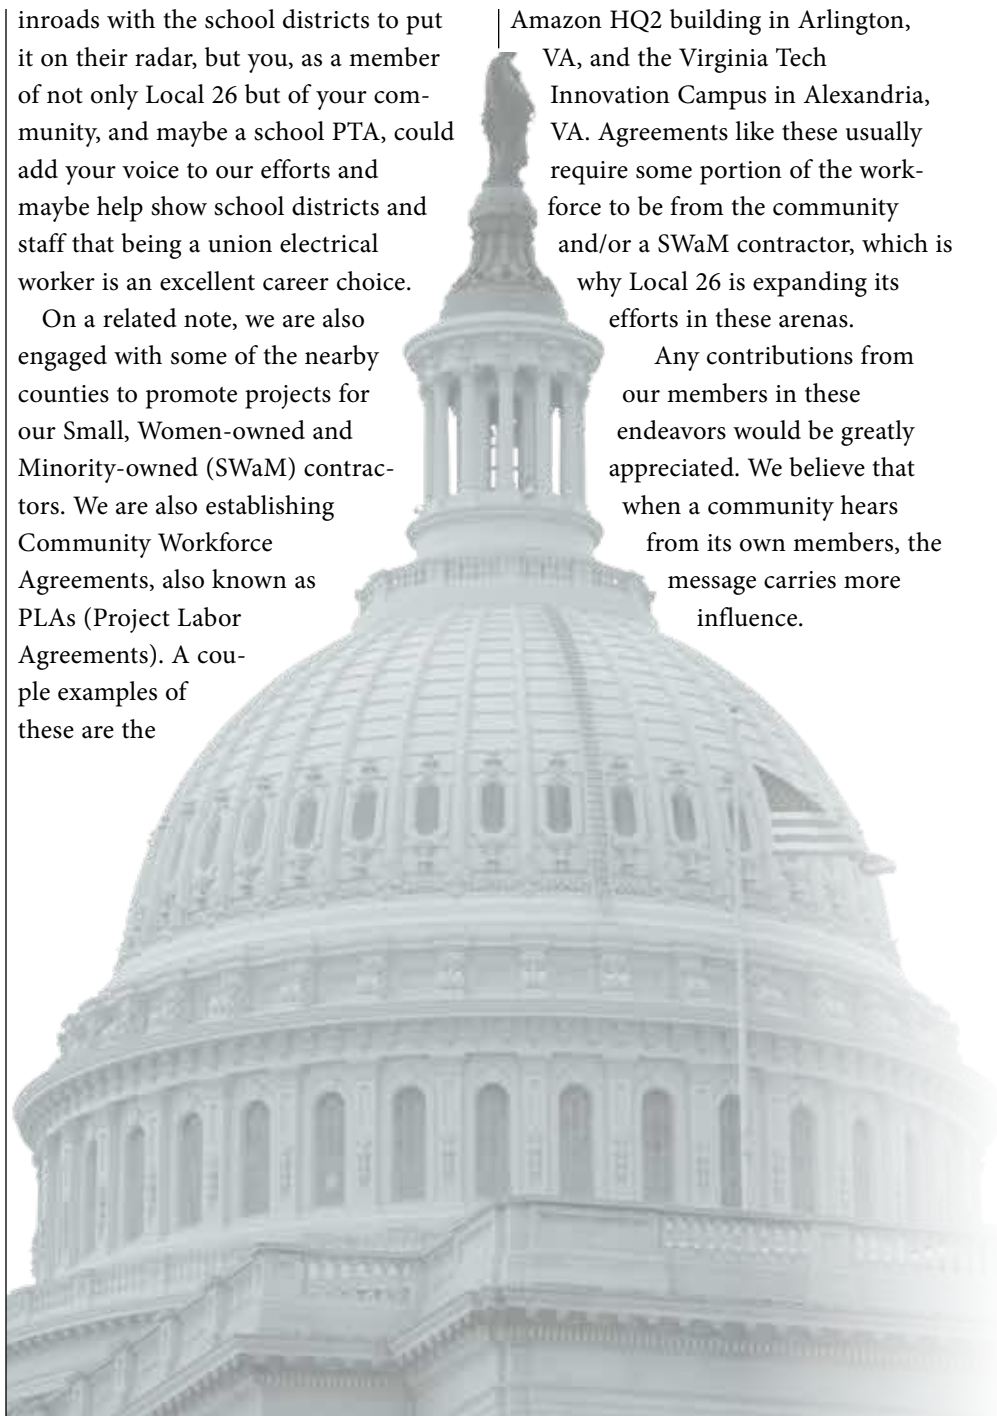 inroads with the school districts to put
it on their radar, but you, as a member
of not only Local 26 but of your com-
munity, and maybe a school PTA, could
add your voice to our efforts and
maybe help show school districts and
staff that being a union electrical
worker is an excellent career choice.
On a related note, we are also
engaged with some of the nearby
counties to promote projects for
our Small, Women-owned and
Minority-owned (SWaM) contrac-
tors. We are also establishing
Community Workforce
Agreements, also known as
PLAs (Project Labor
Agreements). A cou-
ple examples of
these are the
Amazon HQ2 building in Arlington,
VA, and the Virginia Tech
Innovation Campus in Alexandria,
VA. Agreements like these usually
require some portion of the work-
force to be from the community
and/or a SWaM contractor, which is
why Local 26 is expanding its
efforts in these arenas.
Any contributions from
our members in these
endeavors would be greatly
appreciated. We believe that
when a community hears
from its own members, the
message carries more
influence.